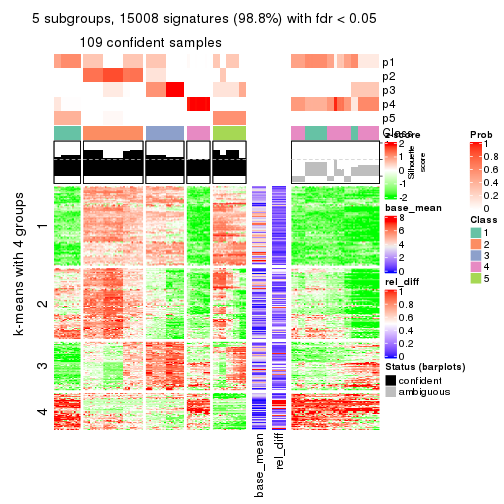 5 subgroups, 15008 signatures (98.8%) with fdr < 0.05
109 confident samples
p1
p2
p3
p4
p5
Class
Silhouette
score
k-means with 4 groups
1
2
3
4
base_mean
rel_diff
z-score
2
1
0
-1
-2
base_mean
8
6
4
2
0
rel_diff
1
0.8
0.6
0.4
0.2
0
Status (barplots)
confident
ambiguous
Prob
1
0.8
0.6
0.4
0.2
0
Class
1
2
3
4
5